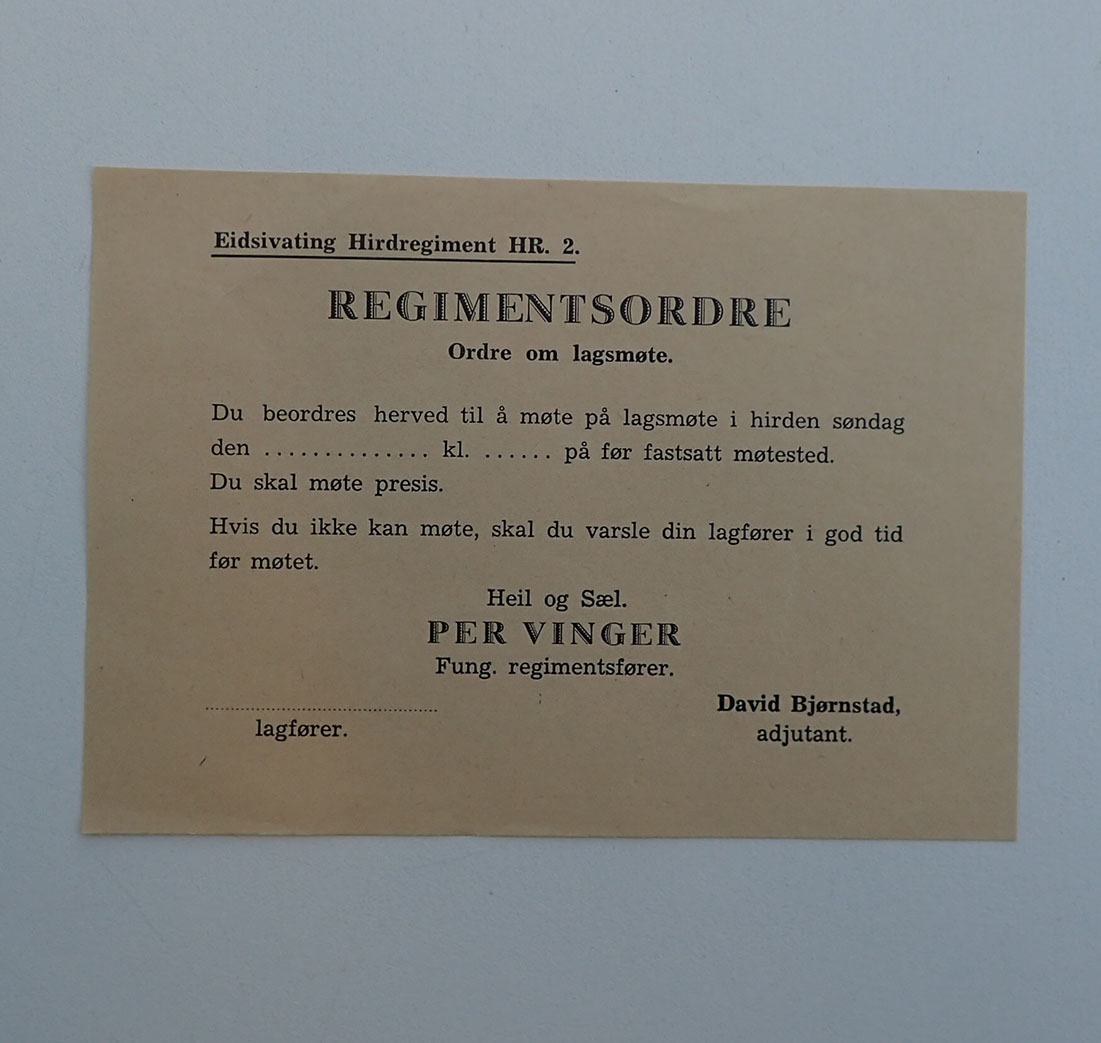 Eidsivating Hirdregiment HR. 2.
REGIMENTSORDRE
Ordre om lagsmøte.
Du beordres herved til å møte på lagsmøte i hirden søndag
den .............. kl. ...... på før fastsatt møtested.
Du skal møte presis.
Hvis du ikke kan møte, skal du varsle din lagfører i god tid
før møtet.
Heil og Sæl.
PER VINGER
Fung. regimentsfører.
David Bjørnstad,
lagfører.
adjutant.